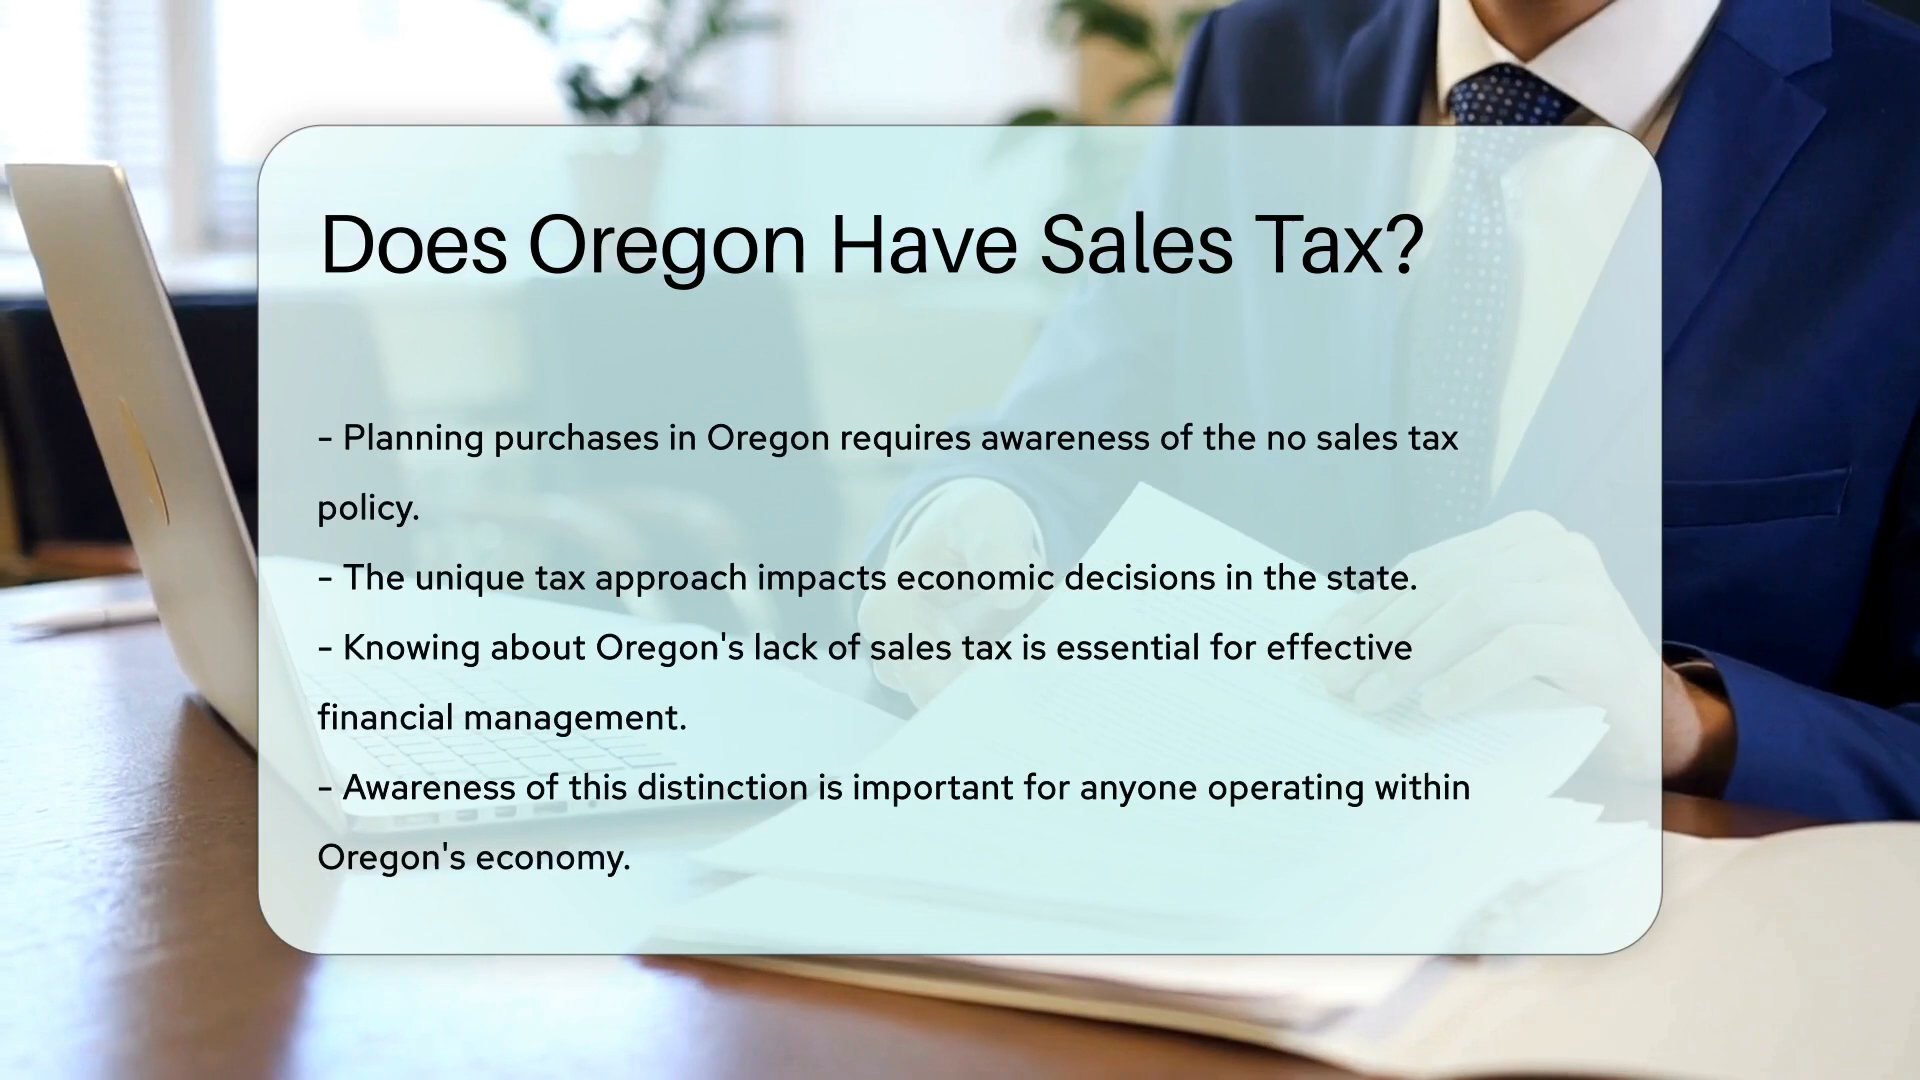 Does Oregon Have Sales Tax?
- Planning purchases in Oregon requires awareness of the no sales tax
policy.
- The unique tax approach impacts economic decisions in the state.
- Knowing about Oregon's lack of sales tax is essential for effective
financial management.
- Awareness of this distinction is important for anyone operating within
Oregon's economy.